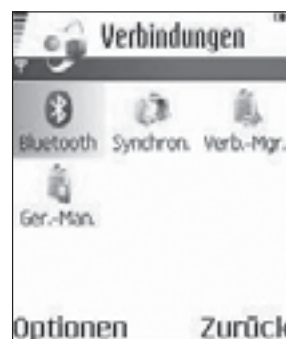 Verbindungen
Bluetooth Synchron. Verb.-Mgr.
Ger.-Man.
Optionen Zurück